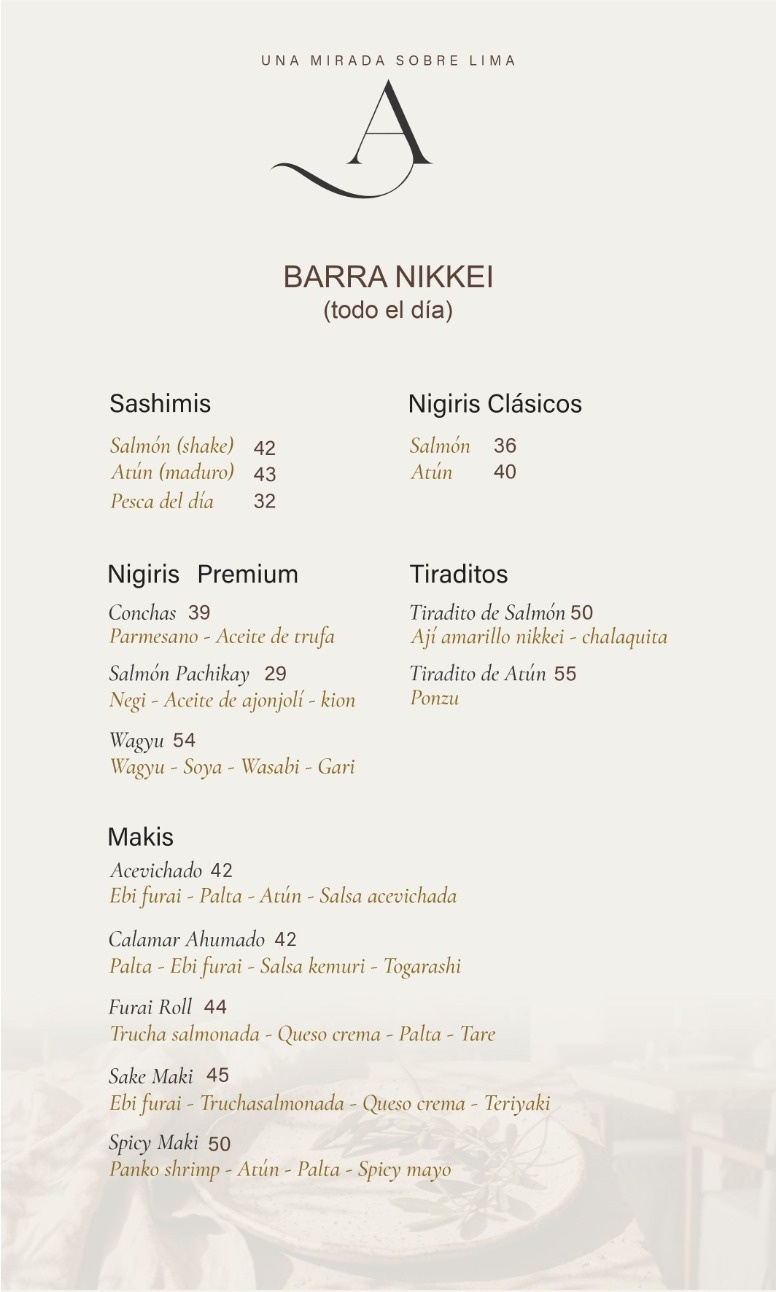 UNA MIRADA SOBRE LIMA
A
BARRA NIKKEI
(todo el día)
Sashimis
Salmón (shake) 42
Atún (maduro) 43
Pesca del día 32
Nigiris Clásicos
Salmón 36
Atún 40
Nigiris Premium
Conchas 39
Parmesano - Aceite de trufa
Salmón Pachikay 29
Negi - Aceite de ajonjolí - kion
Wagyu 54
Wagyu - Soya - Wasabi - Gari
Tiraditos
Tiradito de Salmón 50
Ají amarillo nikkei - chalaquita
Tiradito de Atún 55
Ponzu
Makis
Acevichado 42
Ebi furai - Palta - Atún - Salsa acevichada
Calamar Ahumado 42
Palta - Ebi furai - Salsa kemuri - Togarashi
Furai Roll 44
Trucha salmonada - Queso crema - Palta - Tare
Sake Maki 45
Ebi furai - Truchasalmonada - Queso crema - Teriyaki
Spicy Maki 50
Panko shrimp - Atún - Palta - Spicy mayo